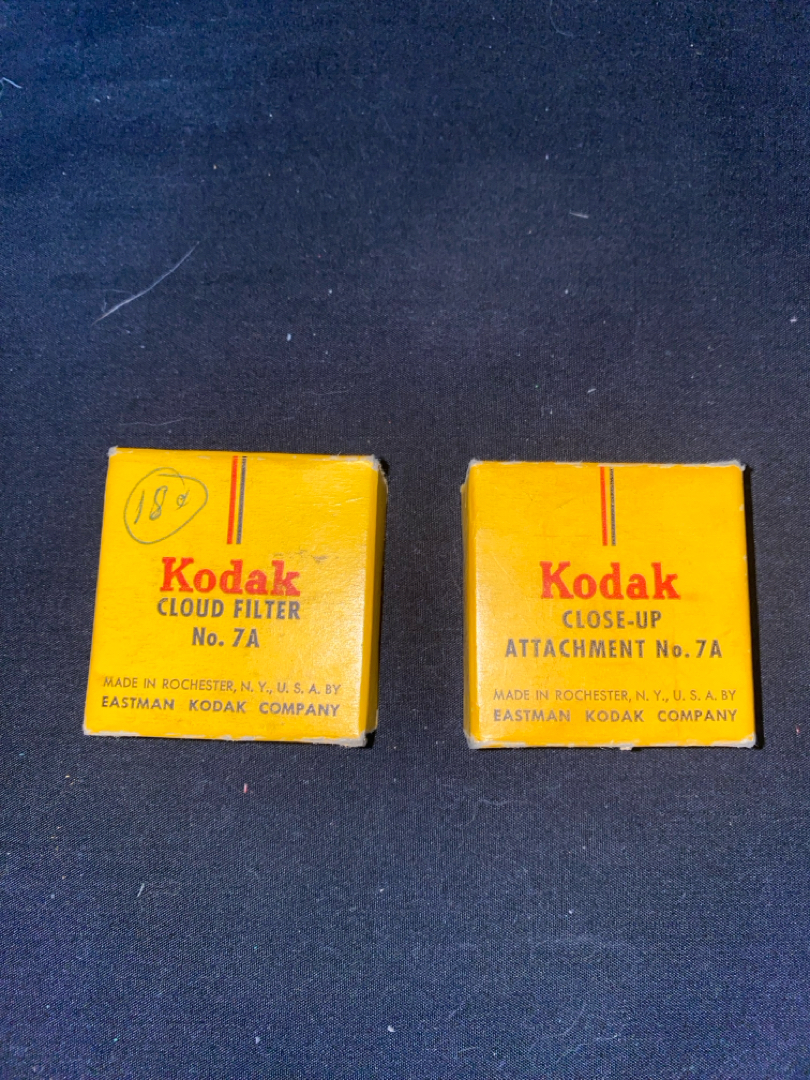 18¢
Kodak
CLOUD FILTER
No. 7A
MADE IN ROCHESTER, N. Y., U. S. A. BY
EASTMAN KODAK COMPANY
Kodak
CLOSE-UP
ATTACHMENT No. 7A
MADE IN ROCHESTER, N. Y., U. S. A. BY
EASTMAN KODAK COMPANY